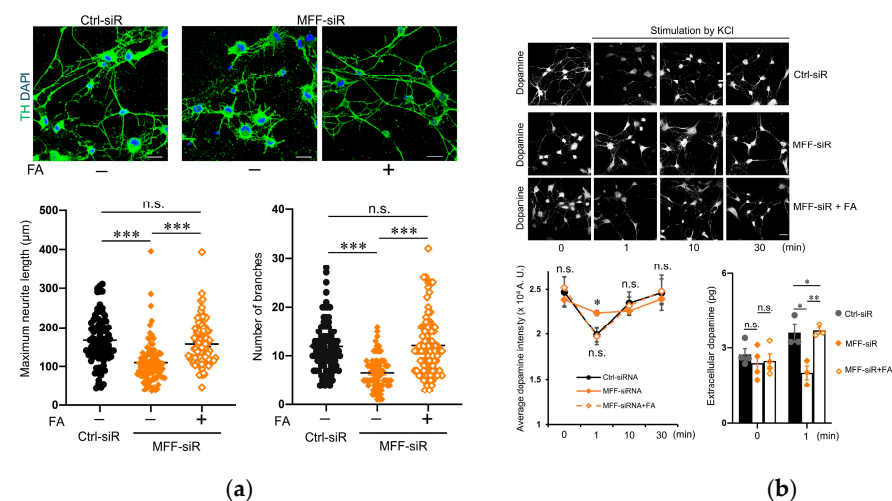 Ctrl-siR
MFF-siR
TH DAPI
FA
–
–
+
n.s.
***
***
Maximum neurite length (μm)
500
400
300
200
100
0
FA
–
–
+
Ctrl-siR
MFF-siR
n.s.
***
***
Number of branches
40
30
20
10
0
–
–
+
Ctrl-siR
MFF-siR
(a)
Stimulation by KCl
Dopamine
Ctrl-siR
Dopamine
MFF-siR
Dopamine
MFF-siR + FA
0
1
10
30
(min)
Average dopamine intensity (x 10⁴ A. U.)
2.5
2
1.5
1
n.s.
*
n.s.
n.s.
n.s.
Ctrl-siRNA
MFF-siRNA
MFF-siRNA+FA
0
1
10
30
(min)
Extracellular dopamine (pg)
6
3
0
n.s.
n.s.
*
*
**
Ctrl-siR
MFF-siR
MFF-siR+FA
0
1
(min)
(b)